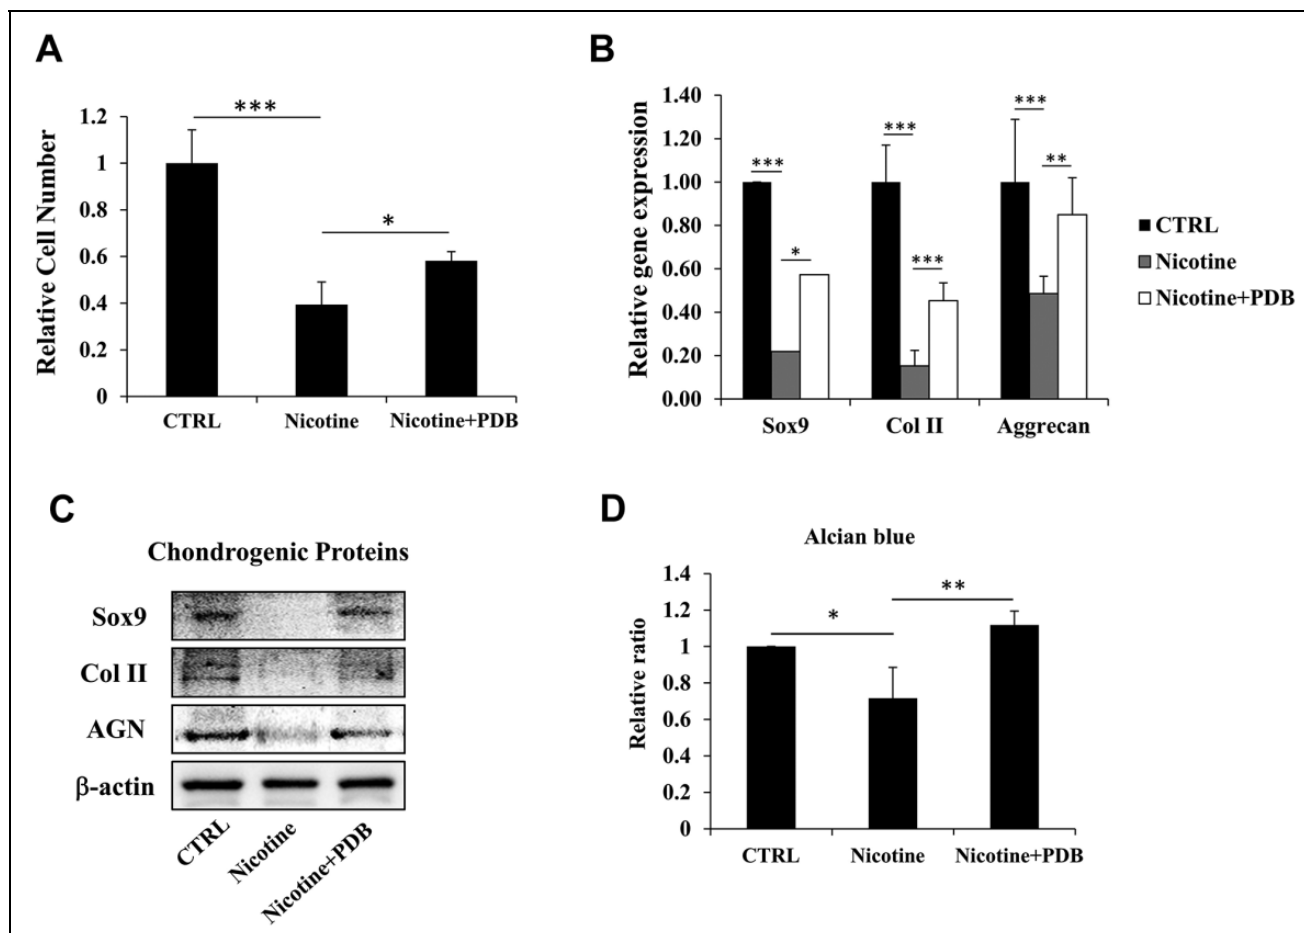 A
Relative Cell Number
1.2
1
0.8
0.6
0.4
0.2
0
***
*
CTRL
Nicotine
Nicotine+PDB
B
Relative gene expression
1.40
1.20
1.00
0.80
0.60
0.40
0.20
0.00
***
*
***
***
***
**
Sox9
Col II
Aggrecan
CTRL
Nicotine
Nicotine+PDB
C
Chondrogenic Proteins
Sox9
Col II
AGN
β-actin
CTRL
Nicotine
Nicotine+PDB
D
Alcian blue
Relative ratio
1.4
1.2
1
0.8
0.6
0.4
0.2
0
*
**
CTRL
Nicotine
Nicotine+PDB